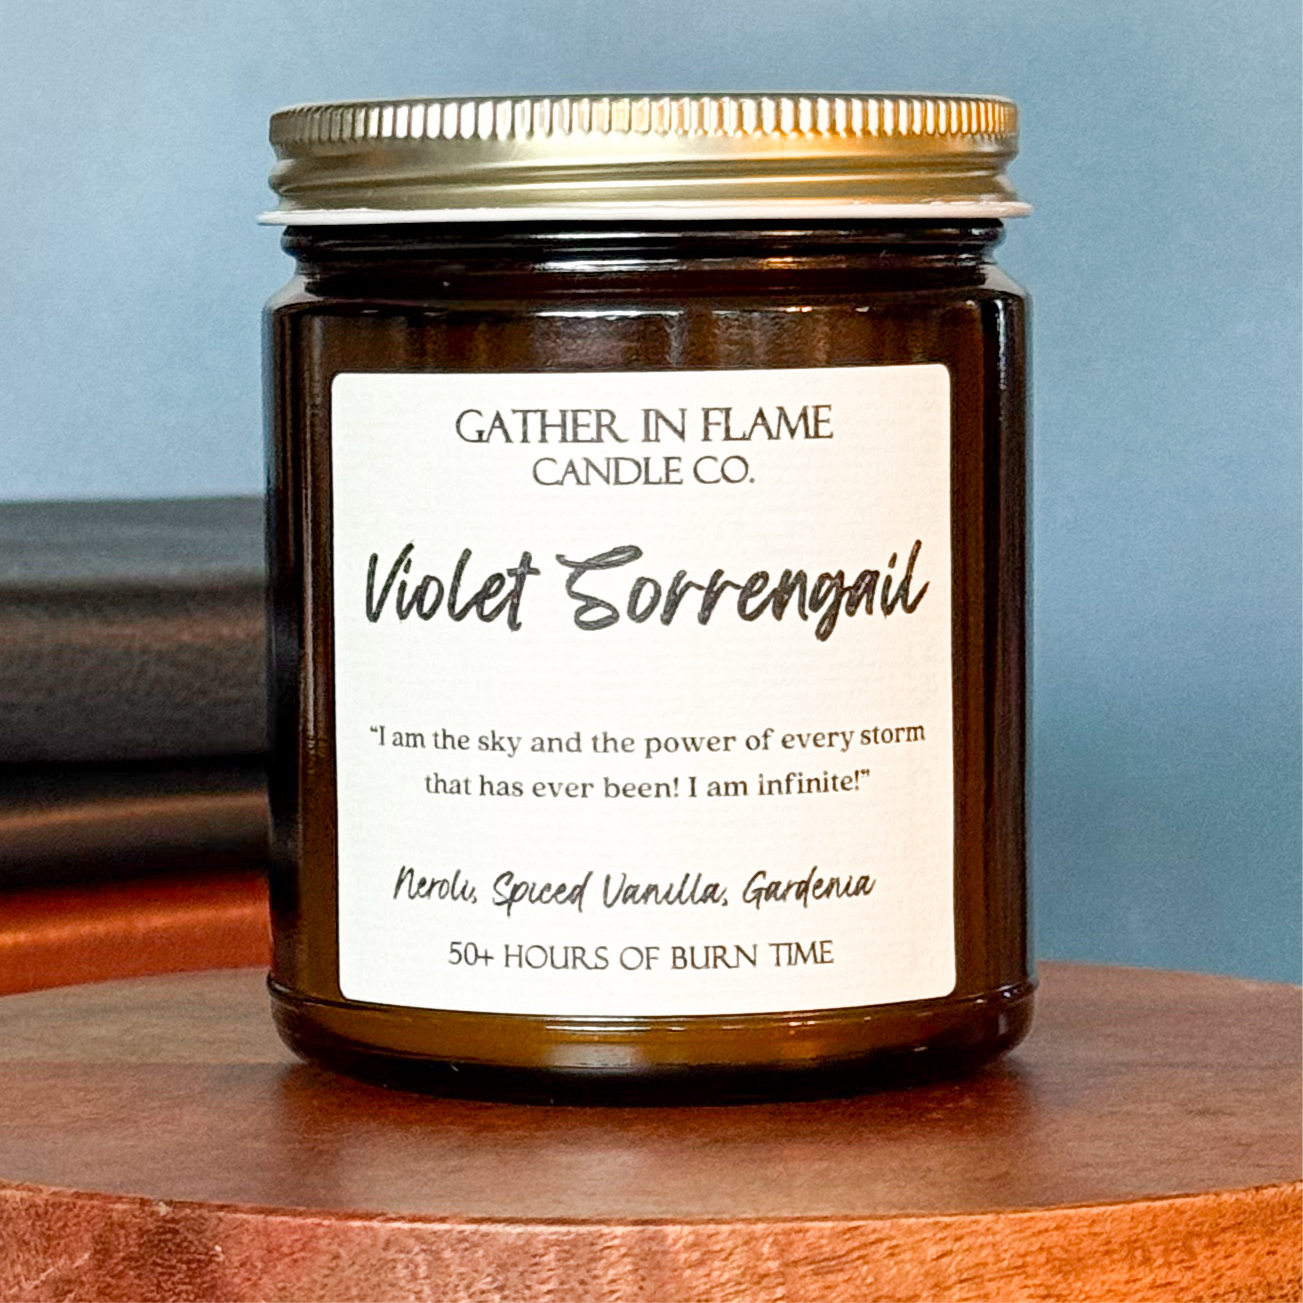 GATHER IN FLAME
CANDLE CO.
Violet Sorrengail
“I am the sky and the power of every storm
that has ever been! I am infinite!”
Neroli, Spiced Vanilla, Gardenia
50+ HOURS OF BURN TIME